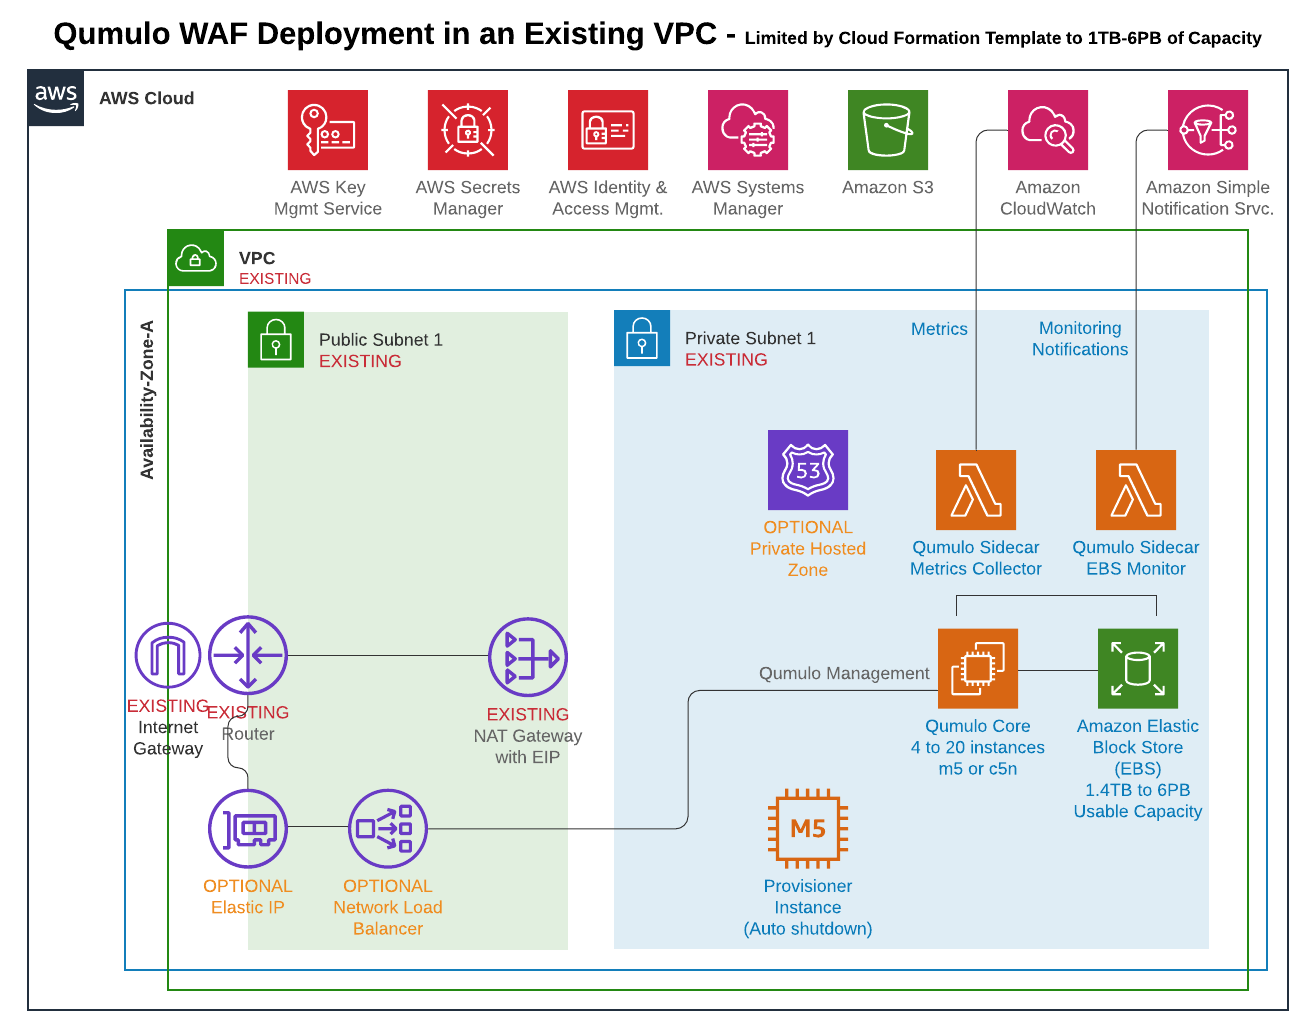 Qumulo WAF Deployment in an Existing VPC - Limited by Cloud Formation Template to 1TB-6PB of Capacity
aws
AWS Cloud
AWS Key
Mgmt Service
AWS Secrets
Manager
AWS Identity &
Access Mgmt.
AWS Systems
Manager
Amazon S3
Amazon
CloudWatch
Amazon Simple
Notification Srvc.
VPC
EXISTING
Availability-Zone-A
Public Subnet 1
EXISTING
Private Subnet 1
EXISTING
Metrics
Monitoring
Notifications
53
OPTIONAL
Private Hosted
Zone
Qumulo Sidecar
Metrics Collector
Qumulo Sidecar
EBS Monitor
EXISTING
Internet
Gateway
EXISTING
Router
EXISTING
NAT Gateway
with EIP
Qumulo Management
Qumulo Core
4 to 20 instances
m5 or c5n
Amazon Elastic
Block Store
(EBS)
1.4TB to 6PB
Usable Capacity
OPTIONAL
Elastic IP
OPTIONAL
Network Load
Balancer
M5
Provisioner
Instance
(Auto shutdown)